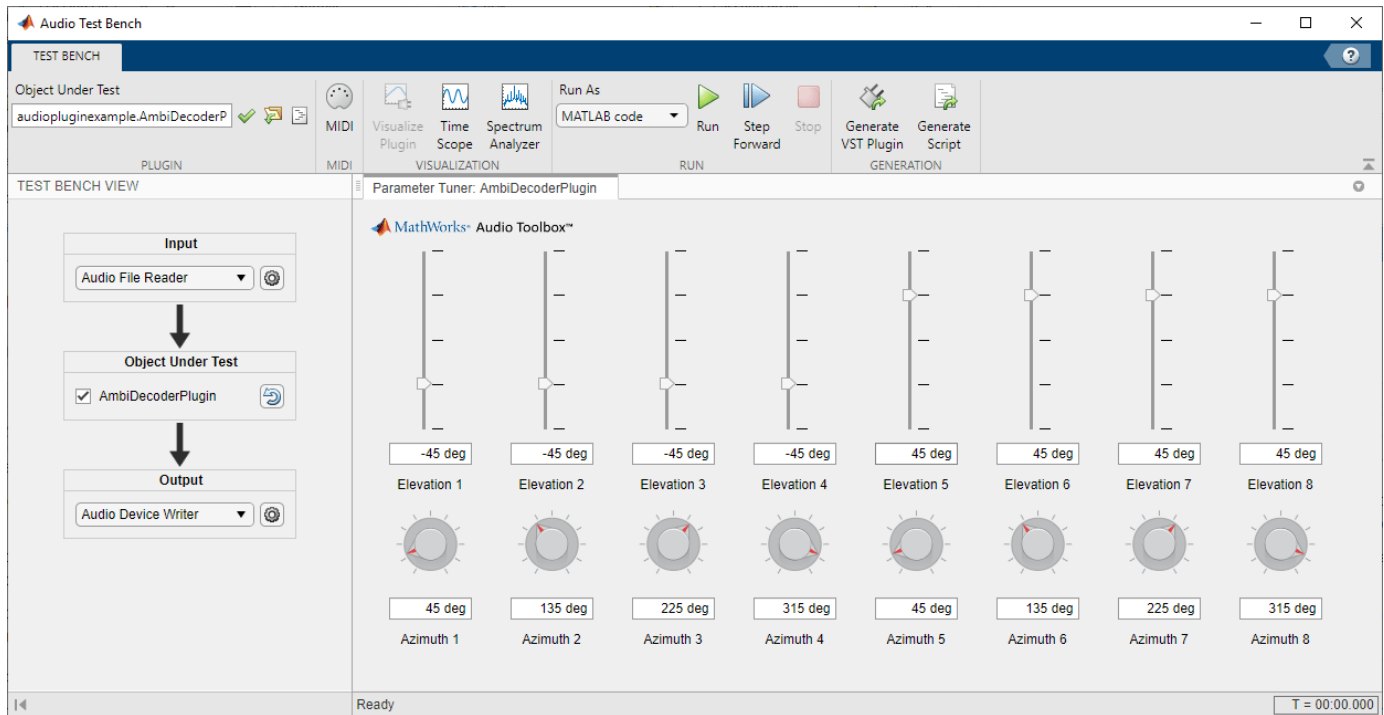 Audio Test Bench
TEST BENCH
?
Object Under Test
audiopluginexample.AmbiDecoderP
PLUGIN
MIDI
MIDI
Visualize
Plugin
Time
Scope
Spectrum
Analyzer
VISUALIZATION
Run As
MATLAB code
Run
Step
Forward
Stop
RUN
Generate
VST Plugin
Generate
Script
GENERATION
TEST BENCH VIEW
Input
Audio File Reader
Object Under Test
AmbiDecoderPlugin
Output
Audio Device Writer
Parameter Tuner: AmbiDecoderPlugin
MathWorks® Audio Toolbox™
-45 deg -45 deg -45 deg -45 deg 45 deg 45 deg 45 deg 45 deg
Elevation 1 Elevation 2 Elevation 3 Elevation 4 Elevation 5 Elevation 6 Elevation 7 Elevation 8
45 deg 135 deg 225 deg 315 deg 45 deg 135 deg 225 deg 315 deg
Azimuth 1 Azimuth 2 Azimuth 3 Azimuth 4 Azimuth 5 Azimuth 6 Azimuth 7 Azimuth 8
Ready
T = 00:00.000